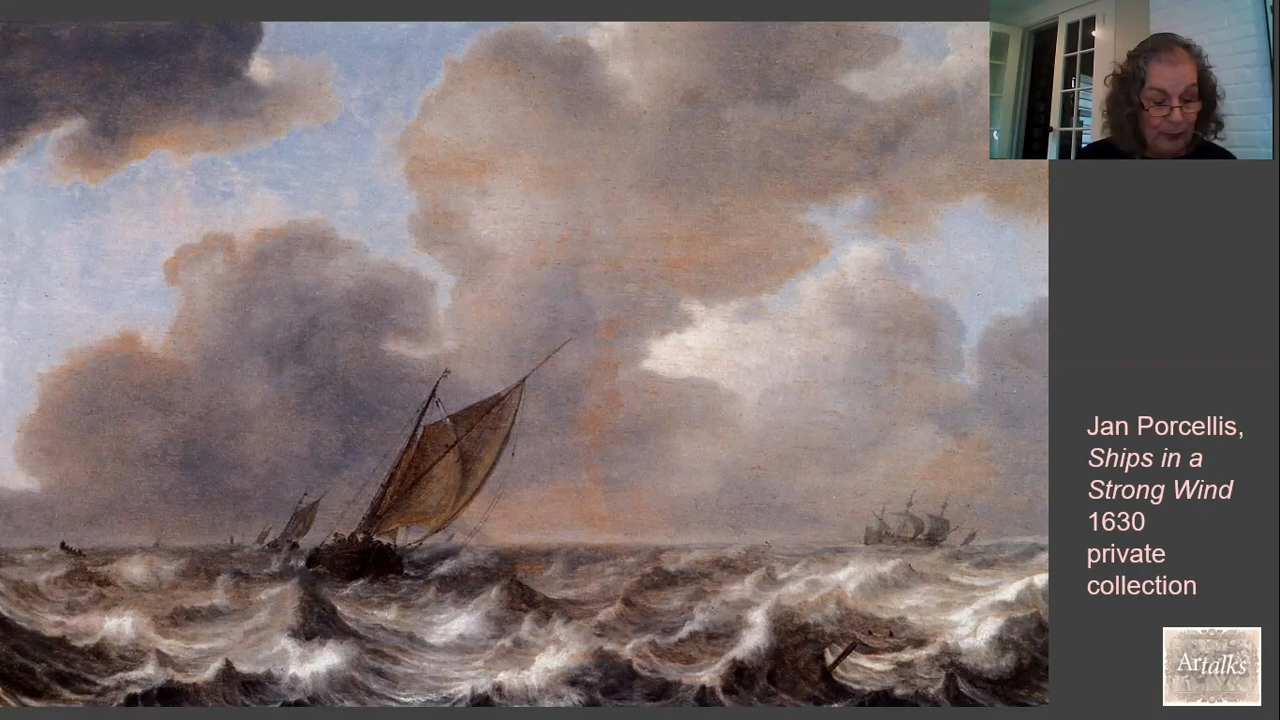 Jan Porcellis,
Ships in a
Strong Wind
1630
private
collection
Artalks